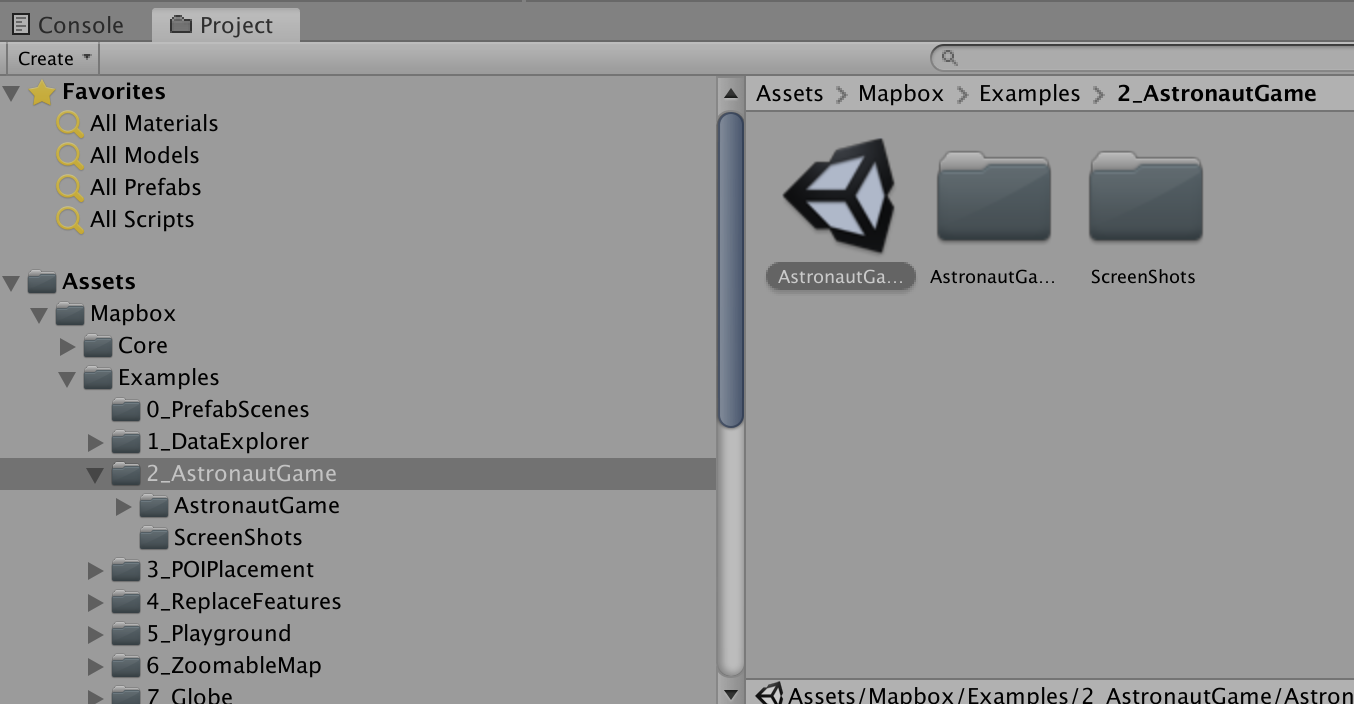 Console
Project
Create
Favorites
All Materials
All Models
All Prefabs
All Scripts
Assets
Mapbox
Core
Examples
0_PrefabScenes
1_DataExplorer
2_AstronautGame
AstronautGame
ScreenShots
3_POIPlacement
4_ReplaceFeatures
5_Playground
6_ZoomableMap
7_Globe
Assets > Mapbox > Examples > 2_AstronautGame
AstronautGa...
AstronautGa...
ScreenShots
Assets/Mapbox/Examples/2_AstronautGame/Astron